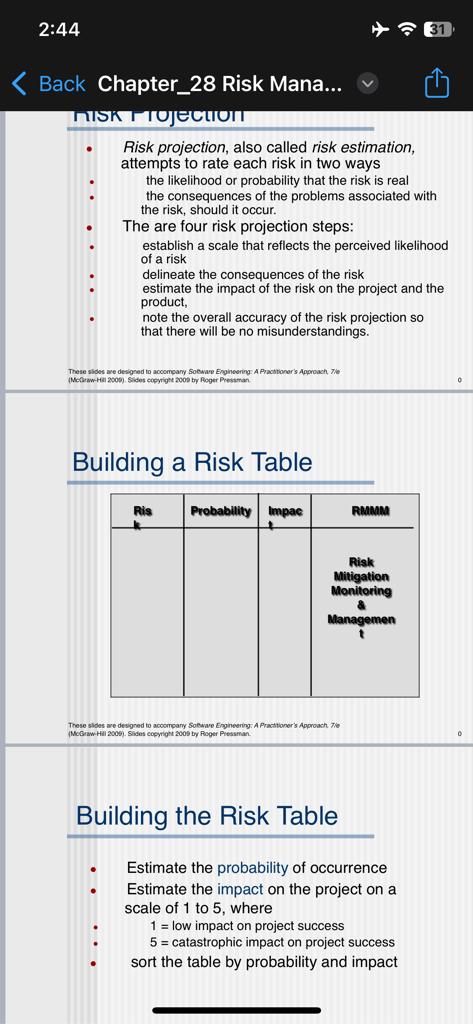 2:44
31
Back Chapter_28 Risk Mana...
Risk Projection
Risk projection, also called risk estimation,
attempts to rate each risk in two ways
the likelihood or probability that the risk is real
the consequences of the problems associated with
the risk, should it occur.
The are four risk projection steps:
establish a scale that reflects the perceived likelihood
of a risk
delineate the consequences of the risk
estimate the impact of the risk on the project and the
product,
note the overall accuracy of the risk projection so
that there will be no misunderstandings.
These slides are designed to accompany Software Engineering: A Practitioner's Approach, 7/e
(McGraw-Hill 2009). Slides copyright 2009 by Roger Pressman.
0
Building a Risk Table
Ris
k
Probability
Impac
t
RMMM
Risk
Mitigation
Monitoring
&
Managemen
t
These slides are designed to accompany Software Engineering: A Practitioner's Approach, 7/e
(McGraw-Hill 2009). Slides copyright 2009 by Roger Pressman.
0
Building the Risk Table
Estimate the probability of occurrence
Estimate the impact on the project on a
scale of 1 to 5, where
1 = low impact on project success
5 = catastrophic impact on project success
sort the table by probability and impact